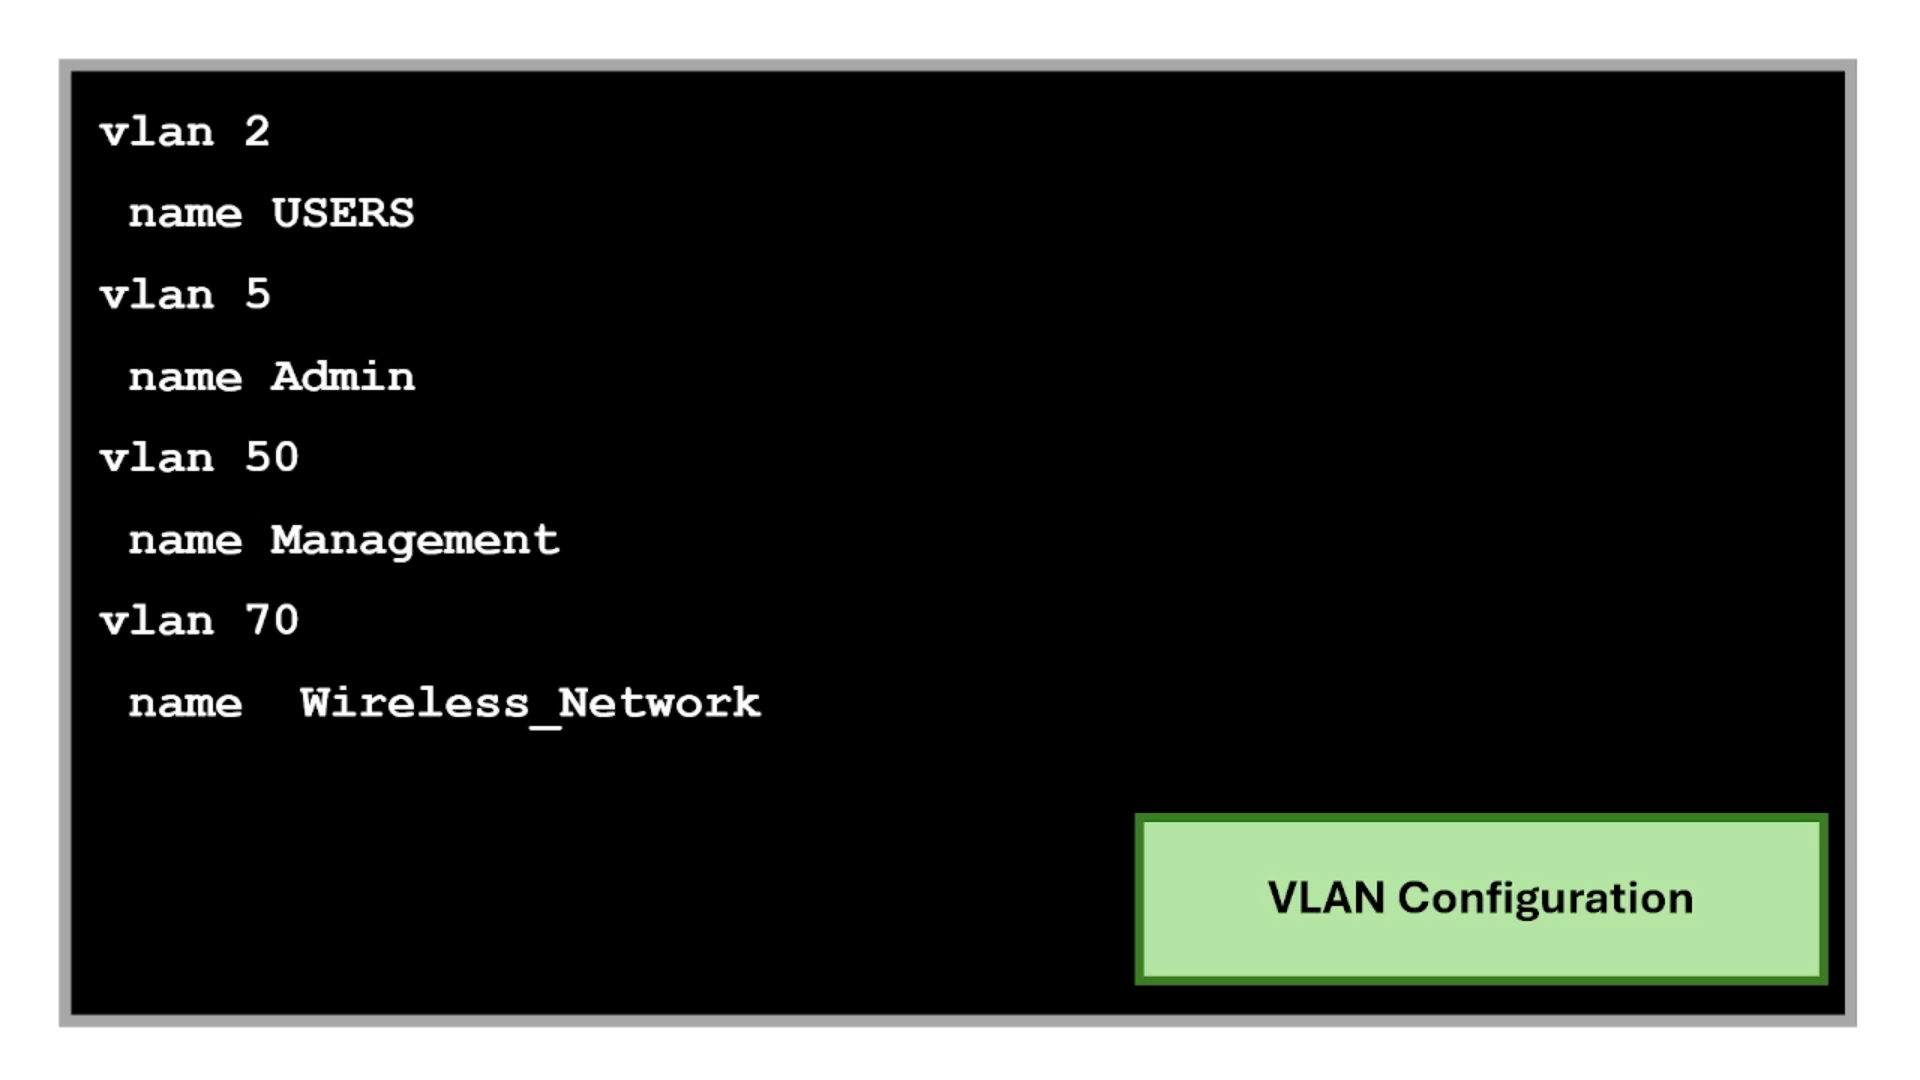 vlan 2
 name USERS
vlan 5
 name Admin
vlan 50
 name Management
vlan 70
 name  Wireless_Network
VLAN Configuration